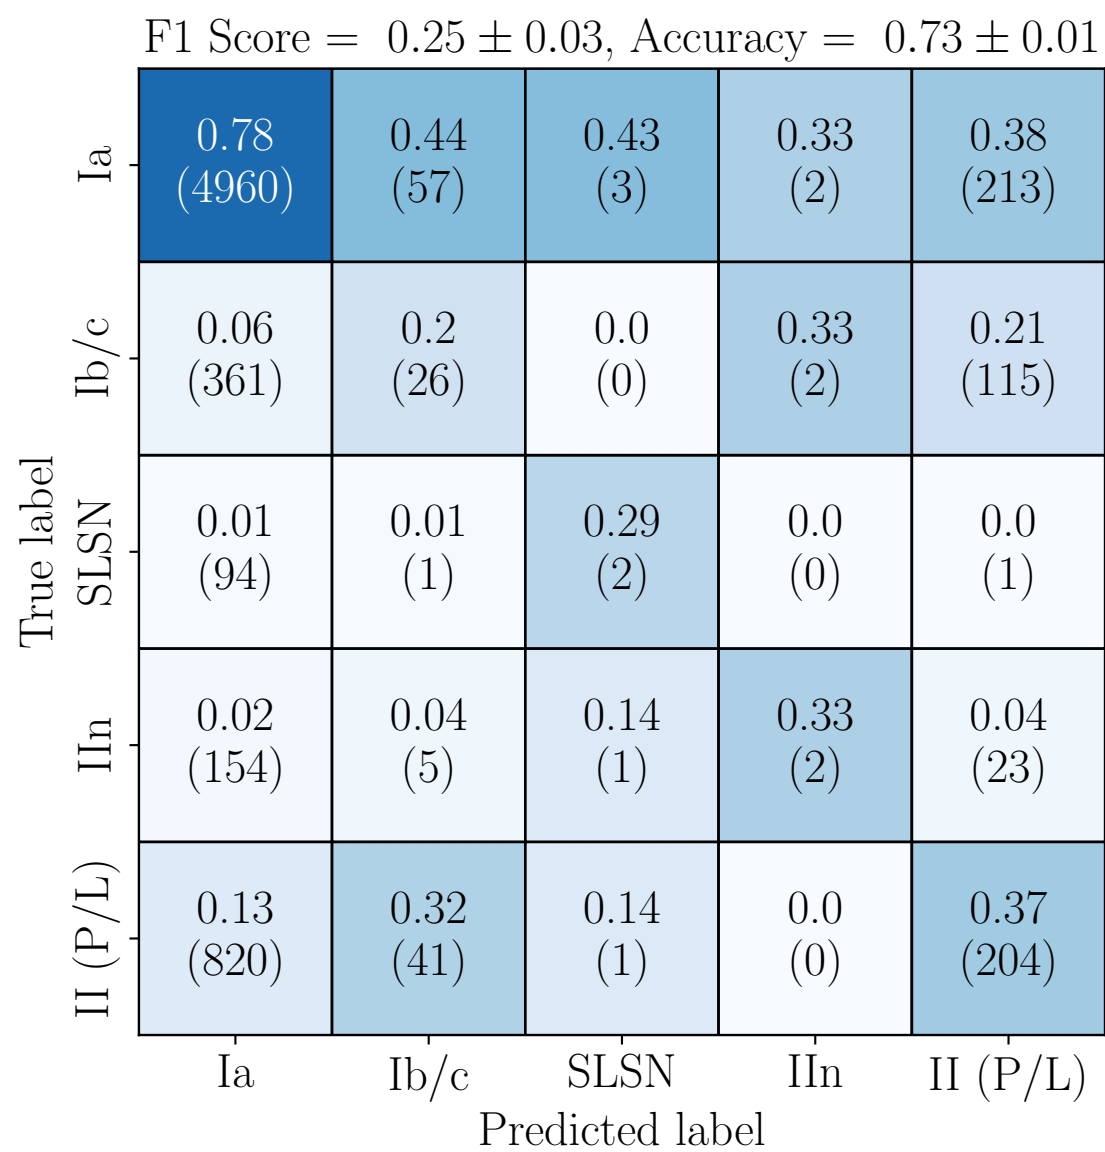 F1 Score = 0.25 ± 0.03, Accuracy = 0.73 ± 0.01
True label
Ia
0.78 0.44 0.43 0.33 0.38
(4960) (57) (3) (2) (213)
Ib/c
0.06 0.2 0.0 0.33 0.21
(361) (26) (0) (2) (115)
SLSN
0.01 0.01 0.29 0.0 0.0
(94) (1) (2) (0) (1)
IIn
0.02 0.04 0.14 0.33 0.04
(154) (5) (1) (2) (23)
II (P/L)
0.13 0.32 0.14 0.0 0.37
(820) (41) (1) (0) (204)
Ia Ib/c SLSN IIn II (P/L)
Predicted label